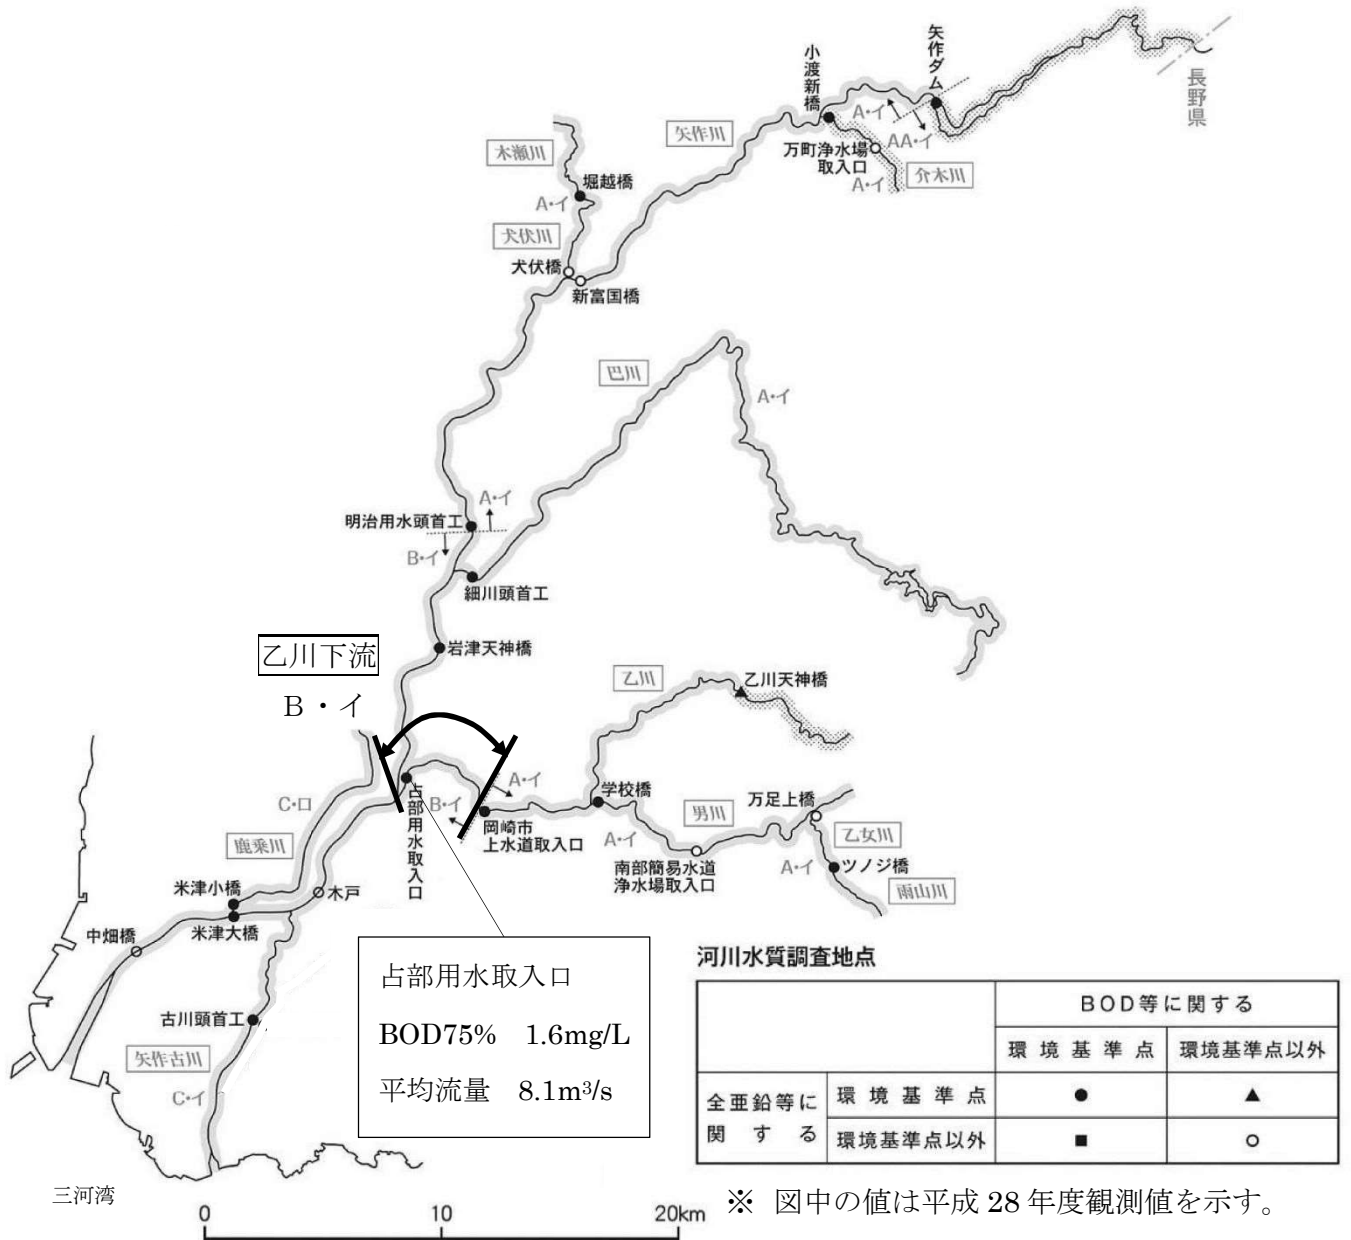 長野県
矢作ダム
小渡新橋
A・イ
AA・イ
矢作川
万町浄水場
取入口
A・イ
介木川
木瀬川
堀越橋
A・イ
犬伏川
犬伏橋
新富国橋
巴川
A・イ
A・イ
明治用水頭首工
B・イ
細川頭首工
岩津天神橋
乙川下流
B・イ
乙川
乙川天神橋
A・イ
B・イ
占部用水取入口
岡崎市
上水道取入口
学校橋
A・イ
男川
万足上橋
乙女川
南部簡易水道
浄水場取入口
A・イ
ツノジ橋
雨山川
C・ロ
鹿乗川
米津小橋
木戸
米津大橋
中畑橋
古川頭首工
矢作古川
C・イ
占部用水取入口
BOD75% 1.6mg/L
平均流量 8.1m³/s
河川水質調査地点
BOD等に関する
環境基準点 環境基準点以外
全亜鉛等に
関する
環境基準点 ● ▲
環境基準点以外 ■ ○
三河湾
0 10 20km
※ 図中の値は平成28年度観測値を示す。